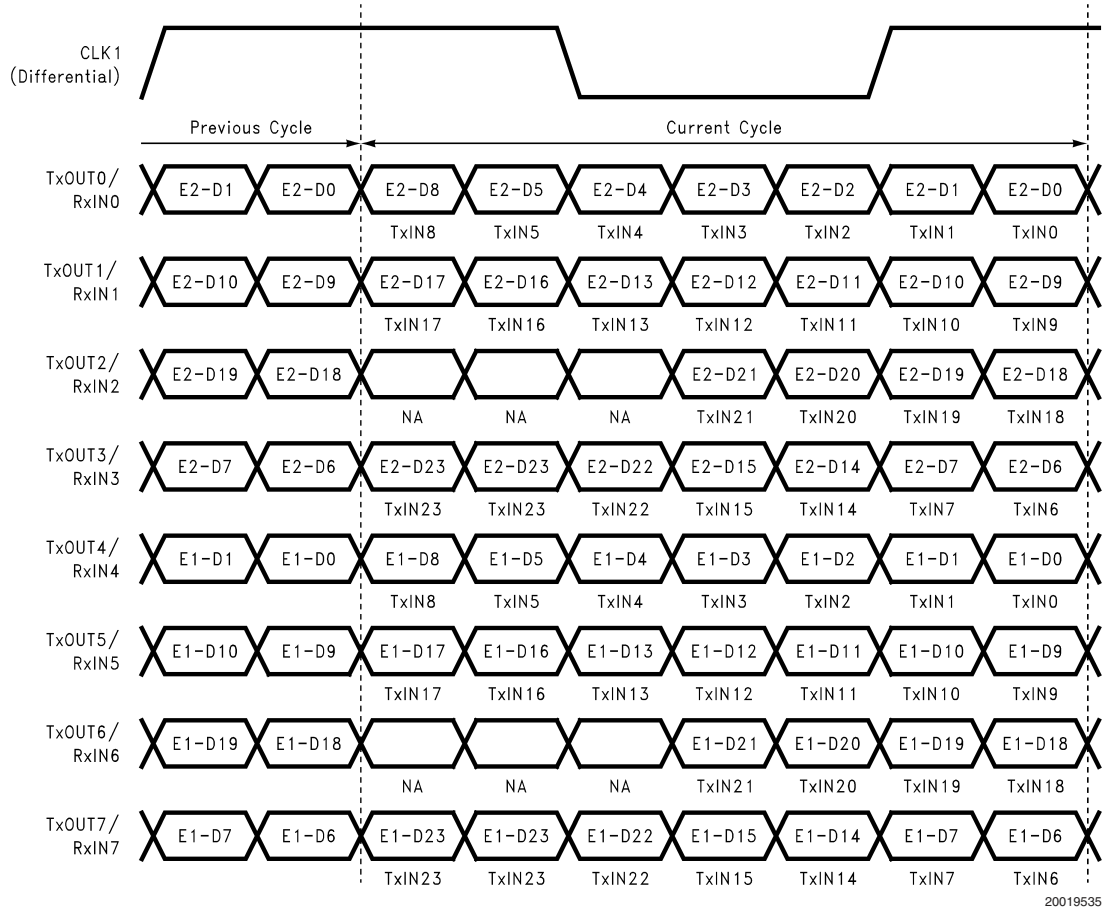 CLK1
(Differential)
Previous Cycle Current Cycle
TxOUT0/
RxIN0
E2-D1 E2-D0 E2-D8 E2-D5 E2-D4 E2-D3 E2-D2 E2-D1 E2-D0
TxIN8 TxIN5 TxIN4 TxIN3 TxIN2 TxIN1 TxIN0
TxOUT1/
RxIN1
E2-D10 E2-D9 E2-D17 E2-D16 E2-D13 E2-D12 E2-D11 E2-D10 E2-D9
TxIN17 TxIN16 TxIN13 TxIN12 TxIN11 TxIN10 TxIN9
TxOUT2/
RxIN2
E2-D19 E2-D18 E2-D21 E2-D20 E2-D19 E2-D18
NA NA NA TxIN21 TxIN20 TxIN19 TxIN18
TxOUT3/
RxIN3
E2-D7 E2-D6 E2-D23 E2-D23 E2-D22 E2-D15 E2-D14 E2-D7 E2-D6
TxIN23 TxIN23 TxIN22 TxIN15 TxIN14 TxIN7 TxIN6
TxOUT4/
RxIN4
E1-D1 E1-D0 E1-D8 E1-D5 E1-D4 E1-D3 E1-D2 E1-D1 E1-D0
TxIN8 TxIN5 TxIN4 TxIN3 TxIN2 TxIN1 TxIN0
TxOUT5/
RxIN5
E1-D10 E1-D9 E1-D17 E1-D16 E1-D13 E1-D12 E1-D11 E1-D10 E1-D9
TxIN17 TxIN16 TxIN13 TxIN12 TxIN11 TxIN10 TxIN9
TxOUT6/
RxIN6
E1-D19 E1-D18 E1-D21 E1-D20 E1-D19 E1-D18
NA NA NA TxIN21 TxIN20 TxIN19 TxIN18
TxOUT7/
RxIN7
E1-D7 E1-D6 E1-D23 E1-D23 E1-D22 E1-D15 E1-D14 E1-D7 E1-D6
TxIN23 TxIN23 TxIN22 TxIN15 TxIN14 TxIN7 TxIN6
20019535